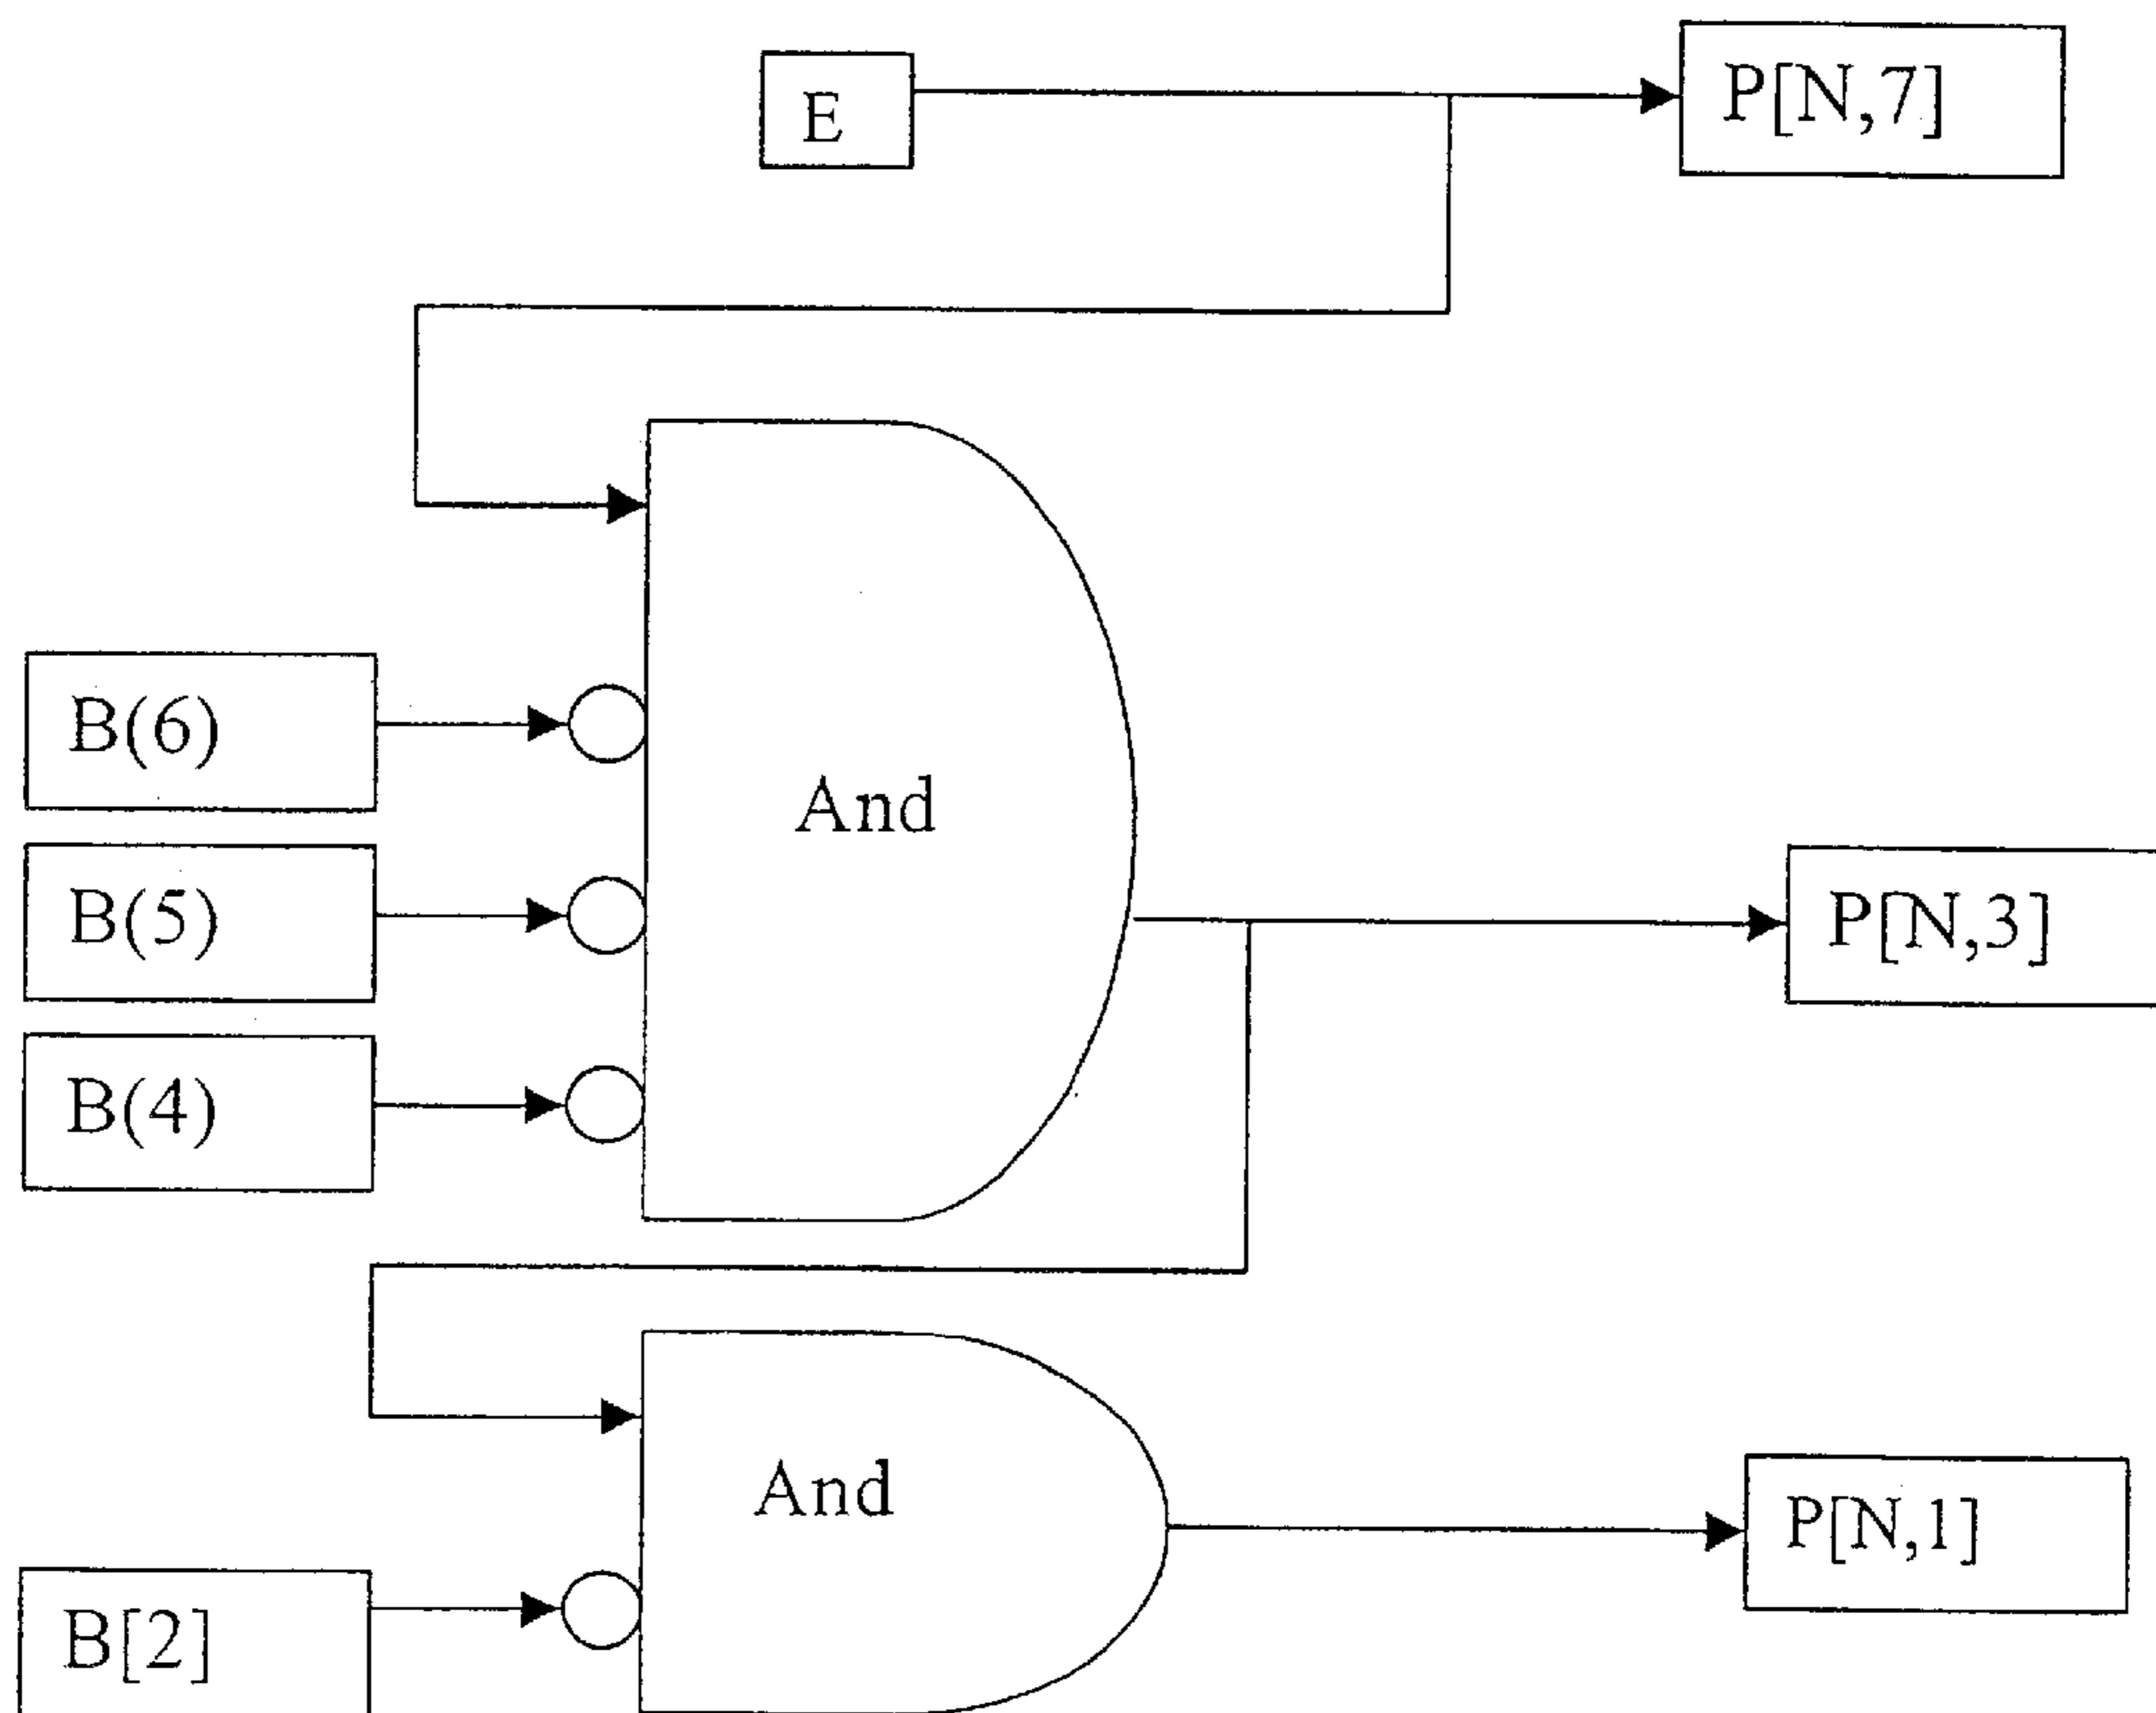 E
P[N,7]
B(6)
And
B(5)
P[N,3]
B(4)
And
P[N,1]
B[2]